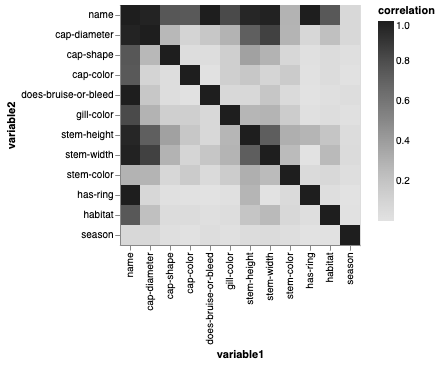 correlation
name
cap-diameter
cap-shape
cap-color
does-bruise-or-bleed
gill-color
stem-height
stem-width
stem-color
has-ring
habitat
season
variable2
1.0
0.8
0.6
0.4
0.2
name
cap-diameter
cap-shape
cap-color
does-bruise-or-bleed
gill-color
stem-height
stem-width
stem-color
has-ring
habitat
season
variable1